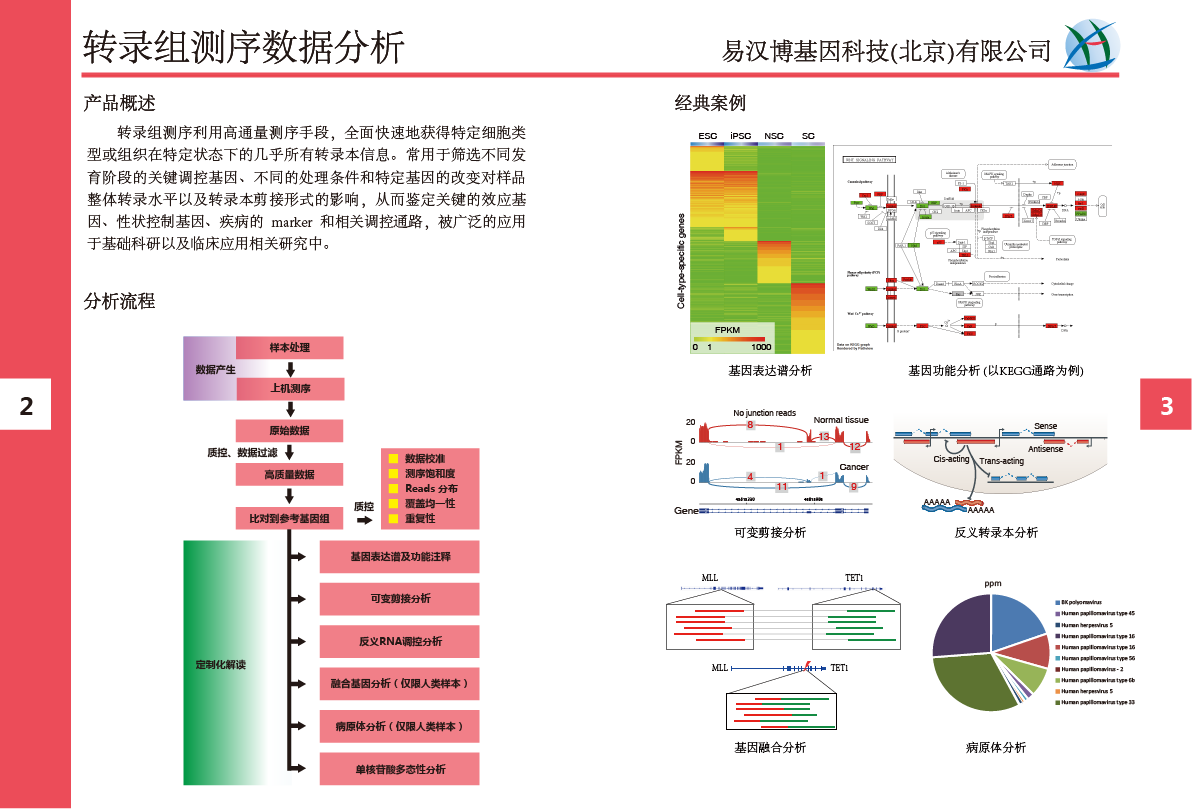 转录组测序数据分析
产品概述
转录组测序利用高通量测序手段，全面快速地获得特定细胞类
型或组织在特定状态下的几乎所有转录本信息。常用于筛选不同发
育阶段的关键调控基因、不同的处理条件和特定基因的改变对样品
整体转录水平以及转录本剪接形式的影响，从而鉴定关键的效应基
因、性状控制基因、疾病的 marker 和相关调控通路，被广泛的应用
于基础科研以及临床应用相关研究中。
分析流程
数据产生
样本处理
上机测序
原始数据
质控、数据过滤
高质量数据
比对到参考基因组
质控
数据校准
测序饱和度
Reads 分布
覆盖均一性
重复性
定制化解读
基因表达谱及功能注释
可变剪接分析
反义RNA调控分析
融合基因分析（仅限人类样本）
病原体分析（仅限人类样本）
单核苷酸多态性分析
2
易汉博基因科技(北京)有限公司
经典案例
ESC iPSC NSC SC
Cell-type-specific genes
FPKM
0 1 1000
基因表达谱分析
WNT SIGNALING PATHWAY
基因功能分析 (以KEGG通路为例)
No junction reads
Normal tissue
FPKM
20
0
8
1
13
12
Cancer
20
0
4
11
1
9
Gene
可变剪接分析
Sense
Antisense
Cis-acting
Trans-acting
AAAAA
AAAAA
反义转录本分析
MLL TET1
MLL TET1
基因融合分析
ppm
BK polyomavirus
Human papillomavirus type 45
Human herpesvirus 5
Human papillomavirus type 16
Human papillomavirus type 16
Human papillomavirus type 56
Human papillomavirus - 2
Human papillomavirus type 6b
Human herpesvirus 5
Human papillomavirus type 33
病原体分析
3